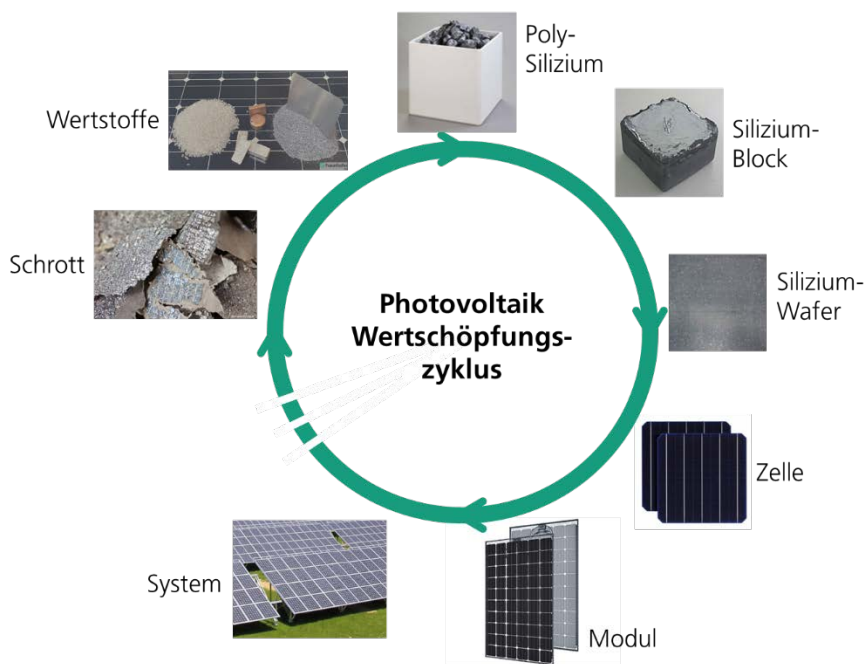 Poly-
Silizium
Wertstoffe
Silizium-
Block
Schrott
Silizium-
Wafer
Photovoltaik
Wertschöpfungs-
zyklus
Zelle
System
Modul